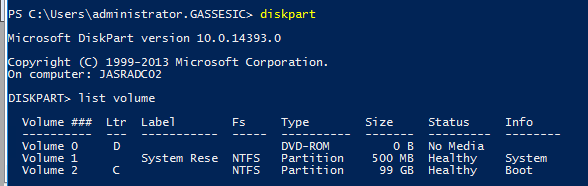 PS C:\Users\administrator.GASSESIC> diskpart
Microsoft DiskPart version 10.0.14393.0
Copyright (C) 1999-2013 Microsoft Corporation.
On computer: JASRADC02
DISKPART> list volume
Volume ### Ltr Label Fs Type Size Status Info
---------- --- ----------- ----- ---------- ------- --------- --------
Volume 0 D DVD-ROM 0 B No Media
Volume 1 System Rese NTFS Partition 500 MB Healthy System
Volume 2 C NTFS Partition 99 GB Healthy Boot